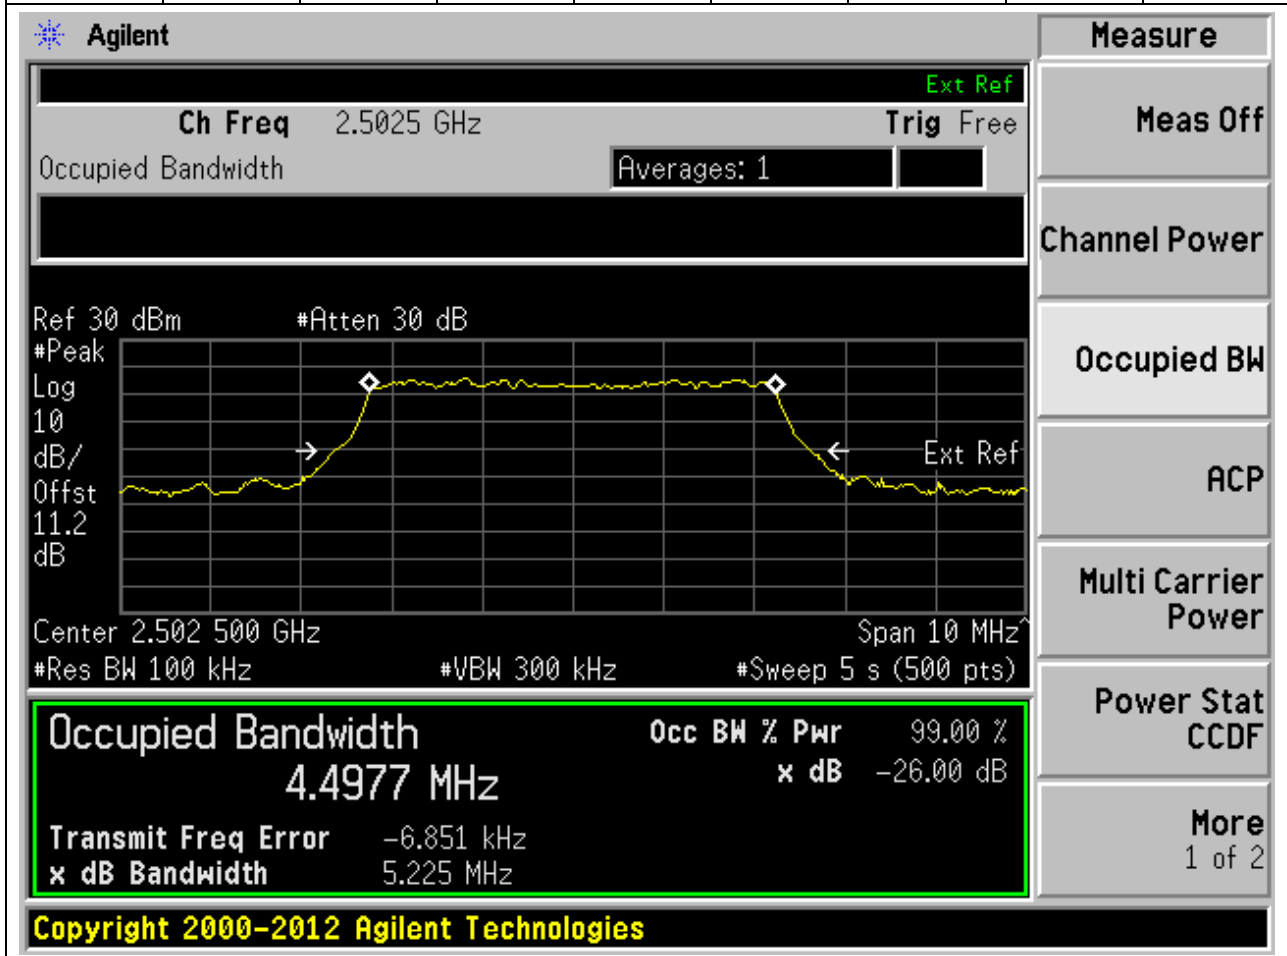 Agilent
Measure
Ext Ref
Ch Freq 2.5025 GHz Trig Free
Meas Off
Occupied Bandwidth Averages: 1
Channel Power
Ref 30 dBm #Atten 30 dB
#Peak
Log
10
dB/
Offst
11.2
dB
Ext Ref
Occupied BW
ACP
Center 2.502 500 GHz Span 10 MHz^
#Res BW 100 kHz #VBW 300 kHz #Sweep 5 s (500 pts)
Multi Carrier
Power
Occupied Bandwidth Occ BW % Pwr 99.00 %
4.4977 MHz x dB -26.00 dB
Transmit Freq Error -6.851 kHz
x dB Bandwidth 5.225 MHz
Power Stat
CCDF
More
1 of 2
Copyright 2000-2012 Agilent Technologies